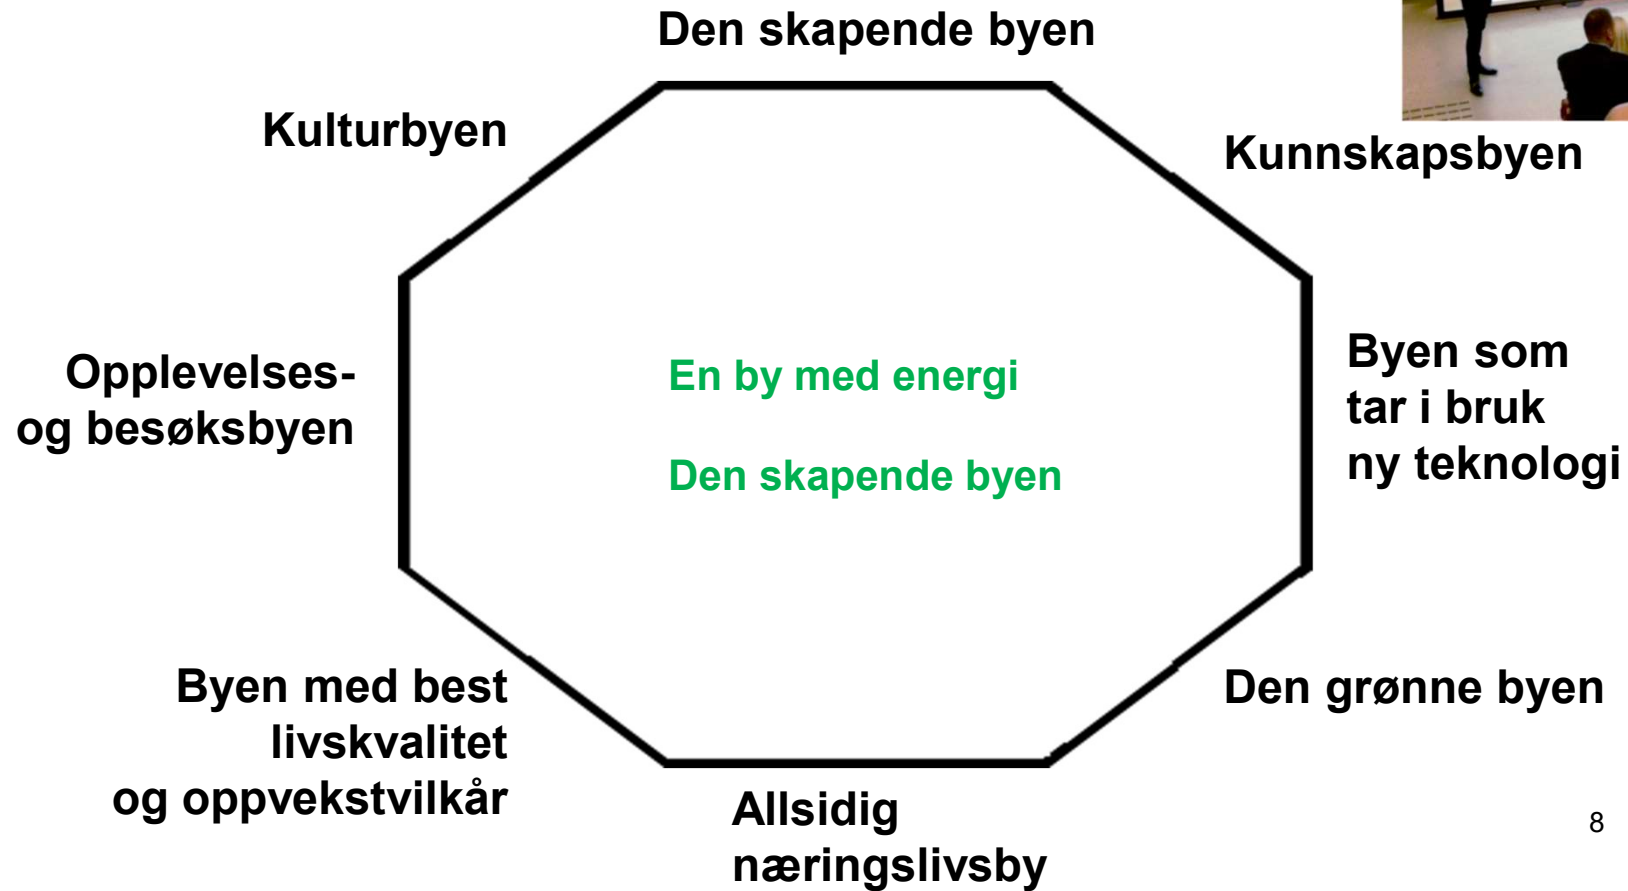 Den skapende byen
Kulturbyen
Kunnskapsbyen
Opplevelses-
og besøksbyen
En by med energi
Den skapende byen
Byen som
tar i bruk
ny teknologi
Byen med best
livskvalitet
og oppvekstvilkår
Den grønne byen
Allsidig
næringslivsby
8